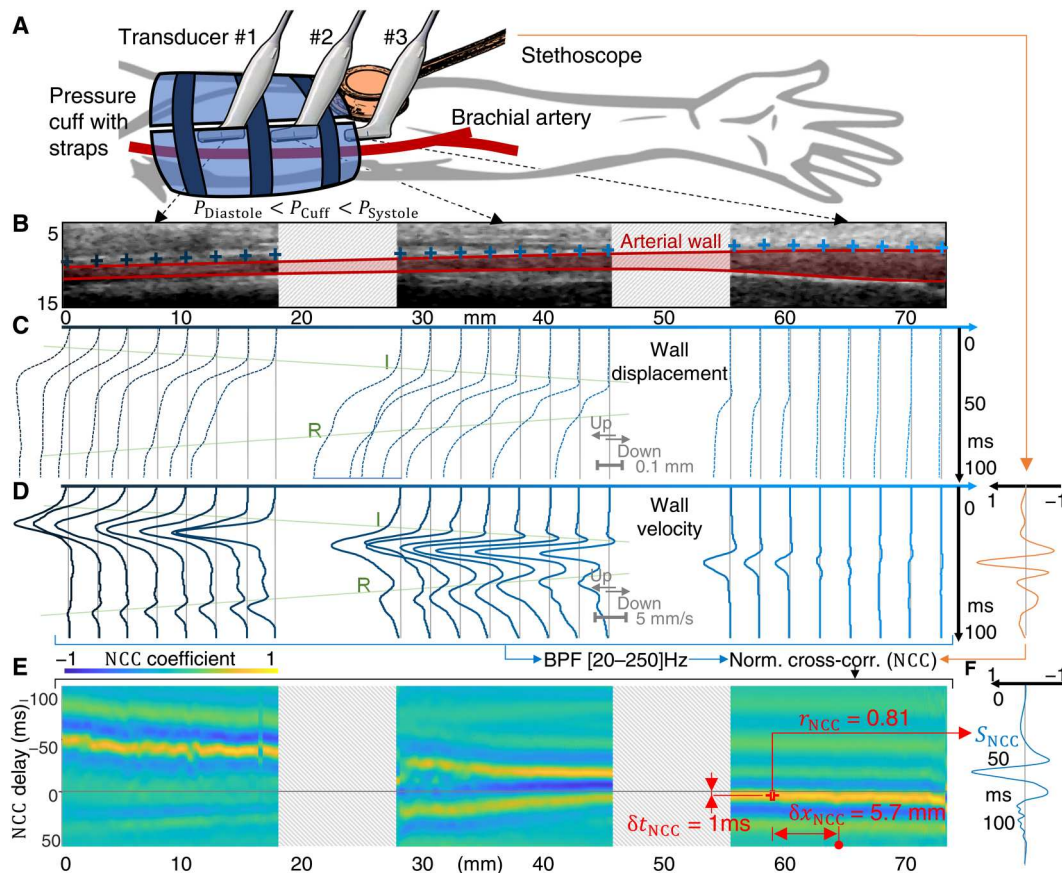 A
Transducer #1 #2 #3
Stethoscope
Pressure
cuff with
straps
Brachial artery
P_Diastole < P_Cuff < P_Systole
B
5
15
Arterial wall
0 10 20 30 mm 40 50 60 70
C
0
50
ms
100
I
R
Wall
displacement
Up
Down
0.1 mm
D
0
ms
100
I
R
Wall
velocity
Up
Down
5 mm/s
1 -1
BPF [20–250]Hz
Norm. cross-corr. (NCC)
E
−1 NCC coefficient 1
NCC delay (ms)
-100
-50
0
50
r_NCC = 0.81
δt_NCC = 1ms
δx_NCC = 5.7 mm
0 10 20 30 (mm) 40 50 60 70
F
1 -1
0
S_NCC
50
ms
100